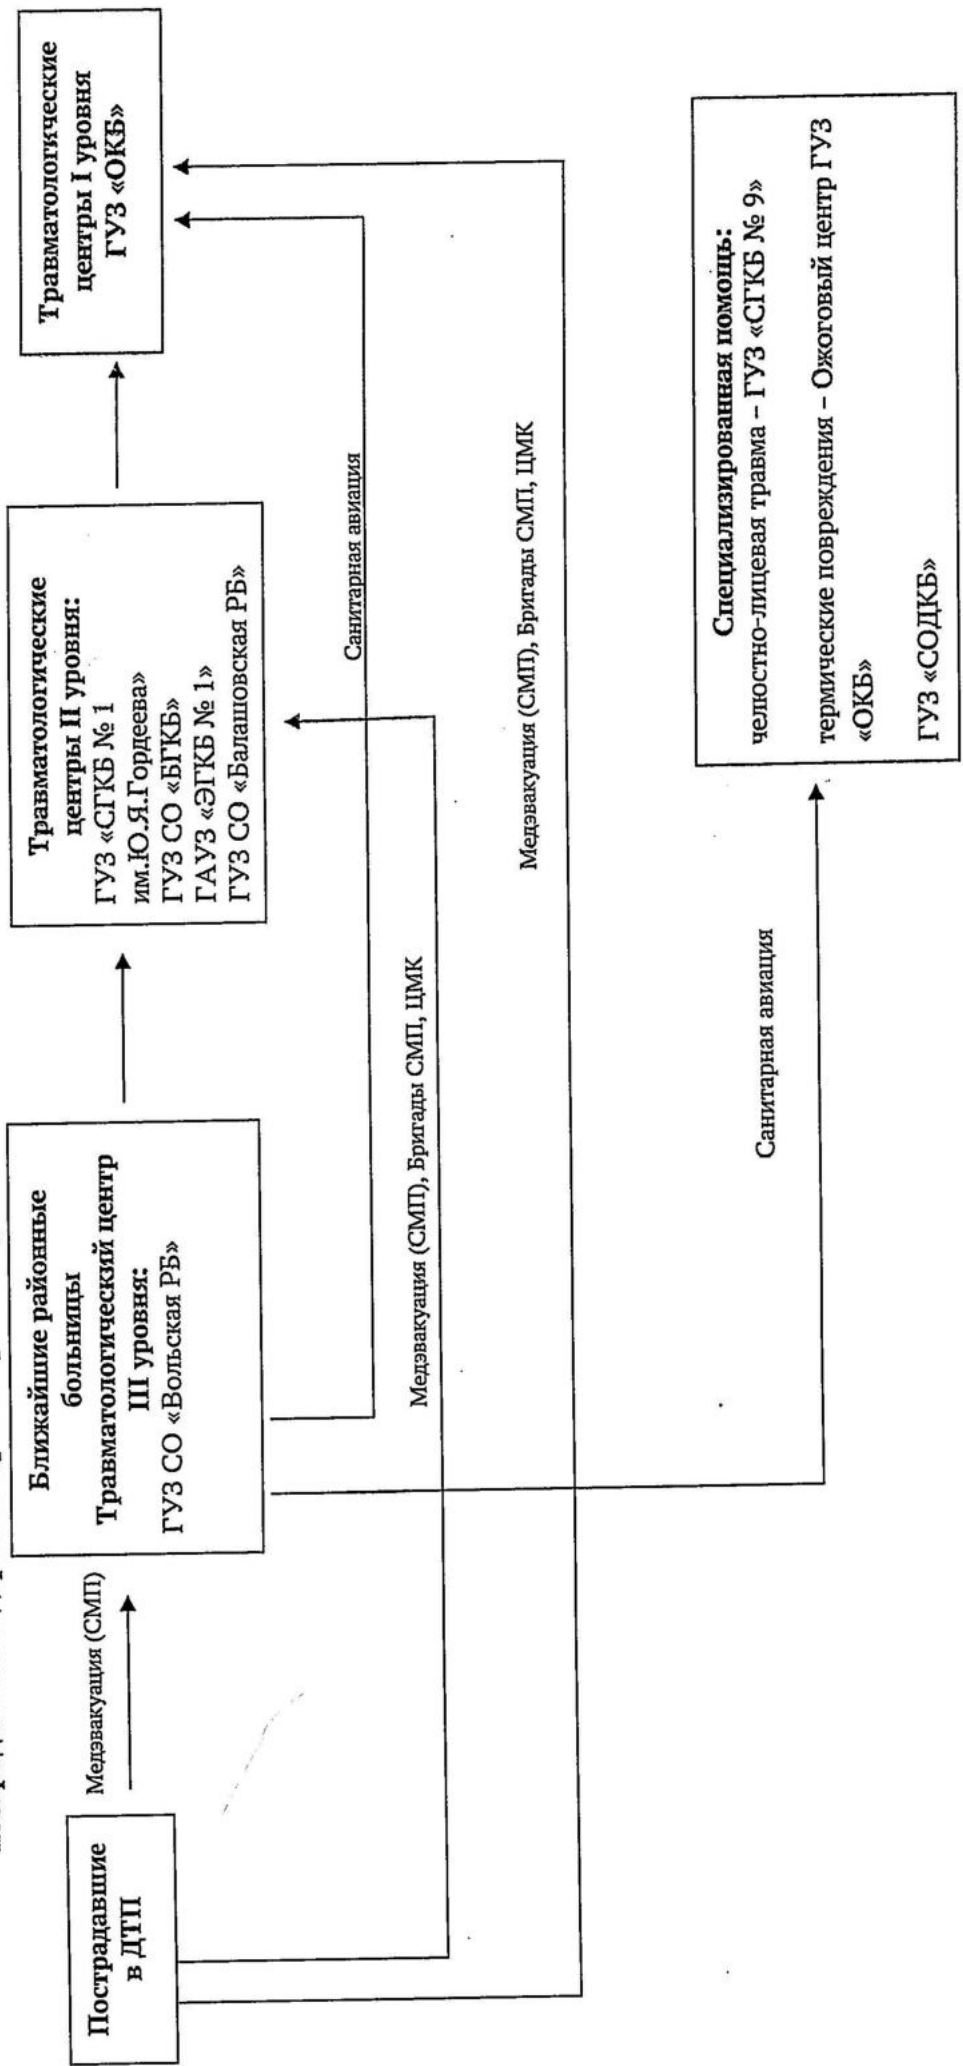 Пострадавшие
в ДТП
Медэвакуация (СМП)
Ближайшие районные
больницы
Травматологический центр
III уровня:
ГУЗ СО «Вольская РБ»
Травматологические
центры II уровня:
ГУЗ «СГКБ № 1
им.Ю.Я.Гордеева»
ГУЗ СО «БГКБ»
ГАУЗ «ЭГКБ № 1»
ГУЗ СО «Балашовская РБ»
Травматологические
центры I уровня
ГУЗ «ОКБ»
Санитарная авиация
Медэвакуация (СМП), Бригады СМП, ЦМК
Медэвакуация (СМП), Бригады СМП, ЦМК
Санитарная авиация
Специализированная помощь:
челюстно-лицевая травма – ГУЗ «СГКБ № 9»
термические повреждения – Ожоговый центр ГУЗ
«ОКБ»
ГУЗ «СОДКБ»